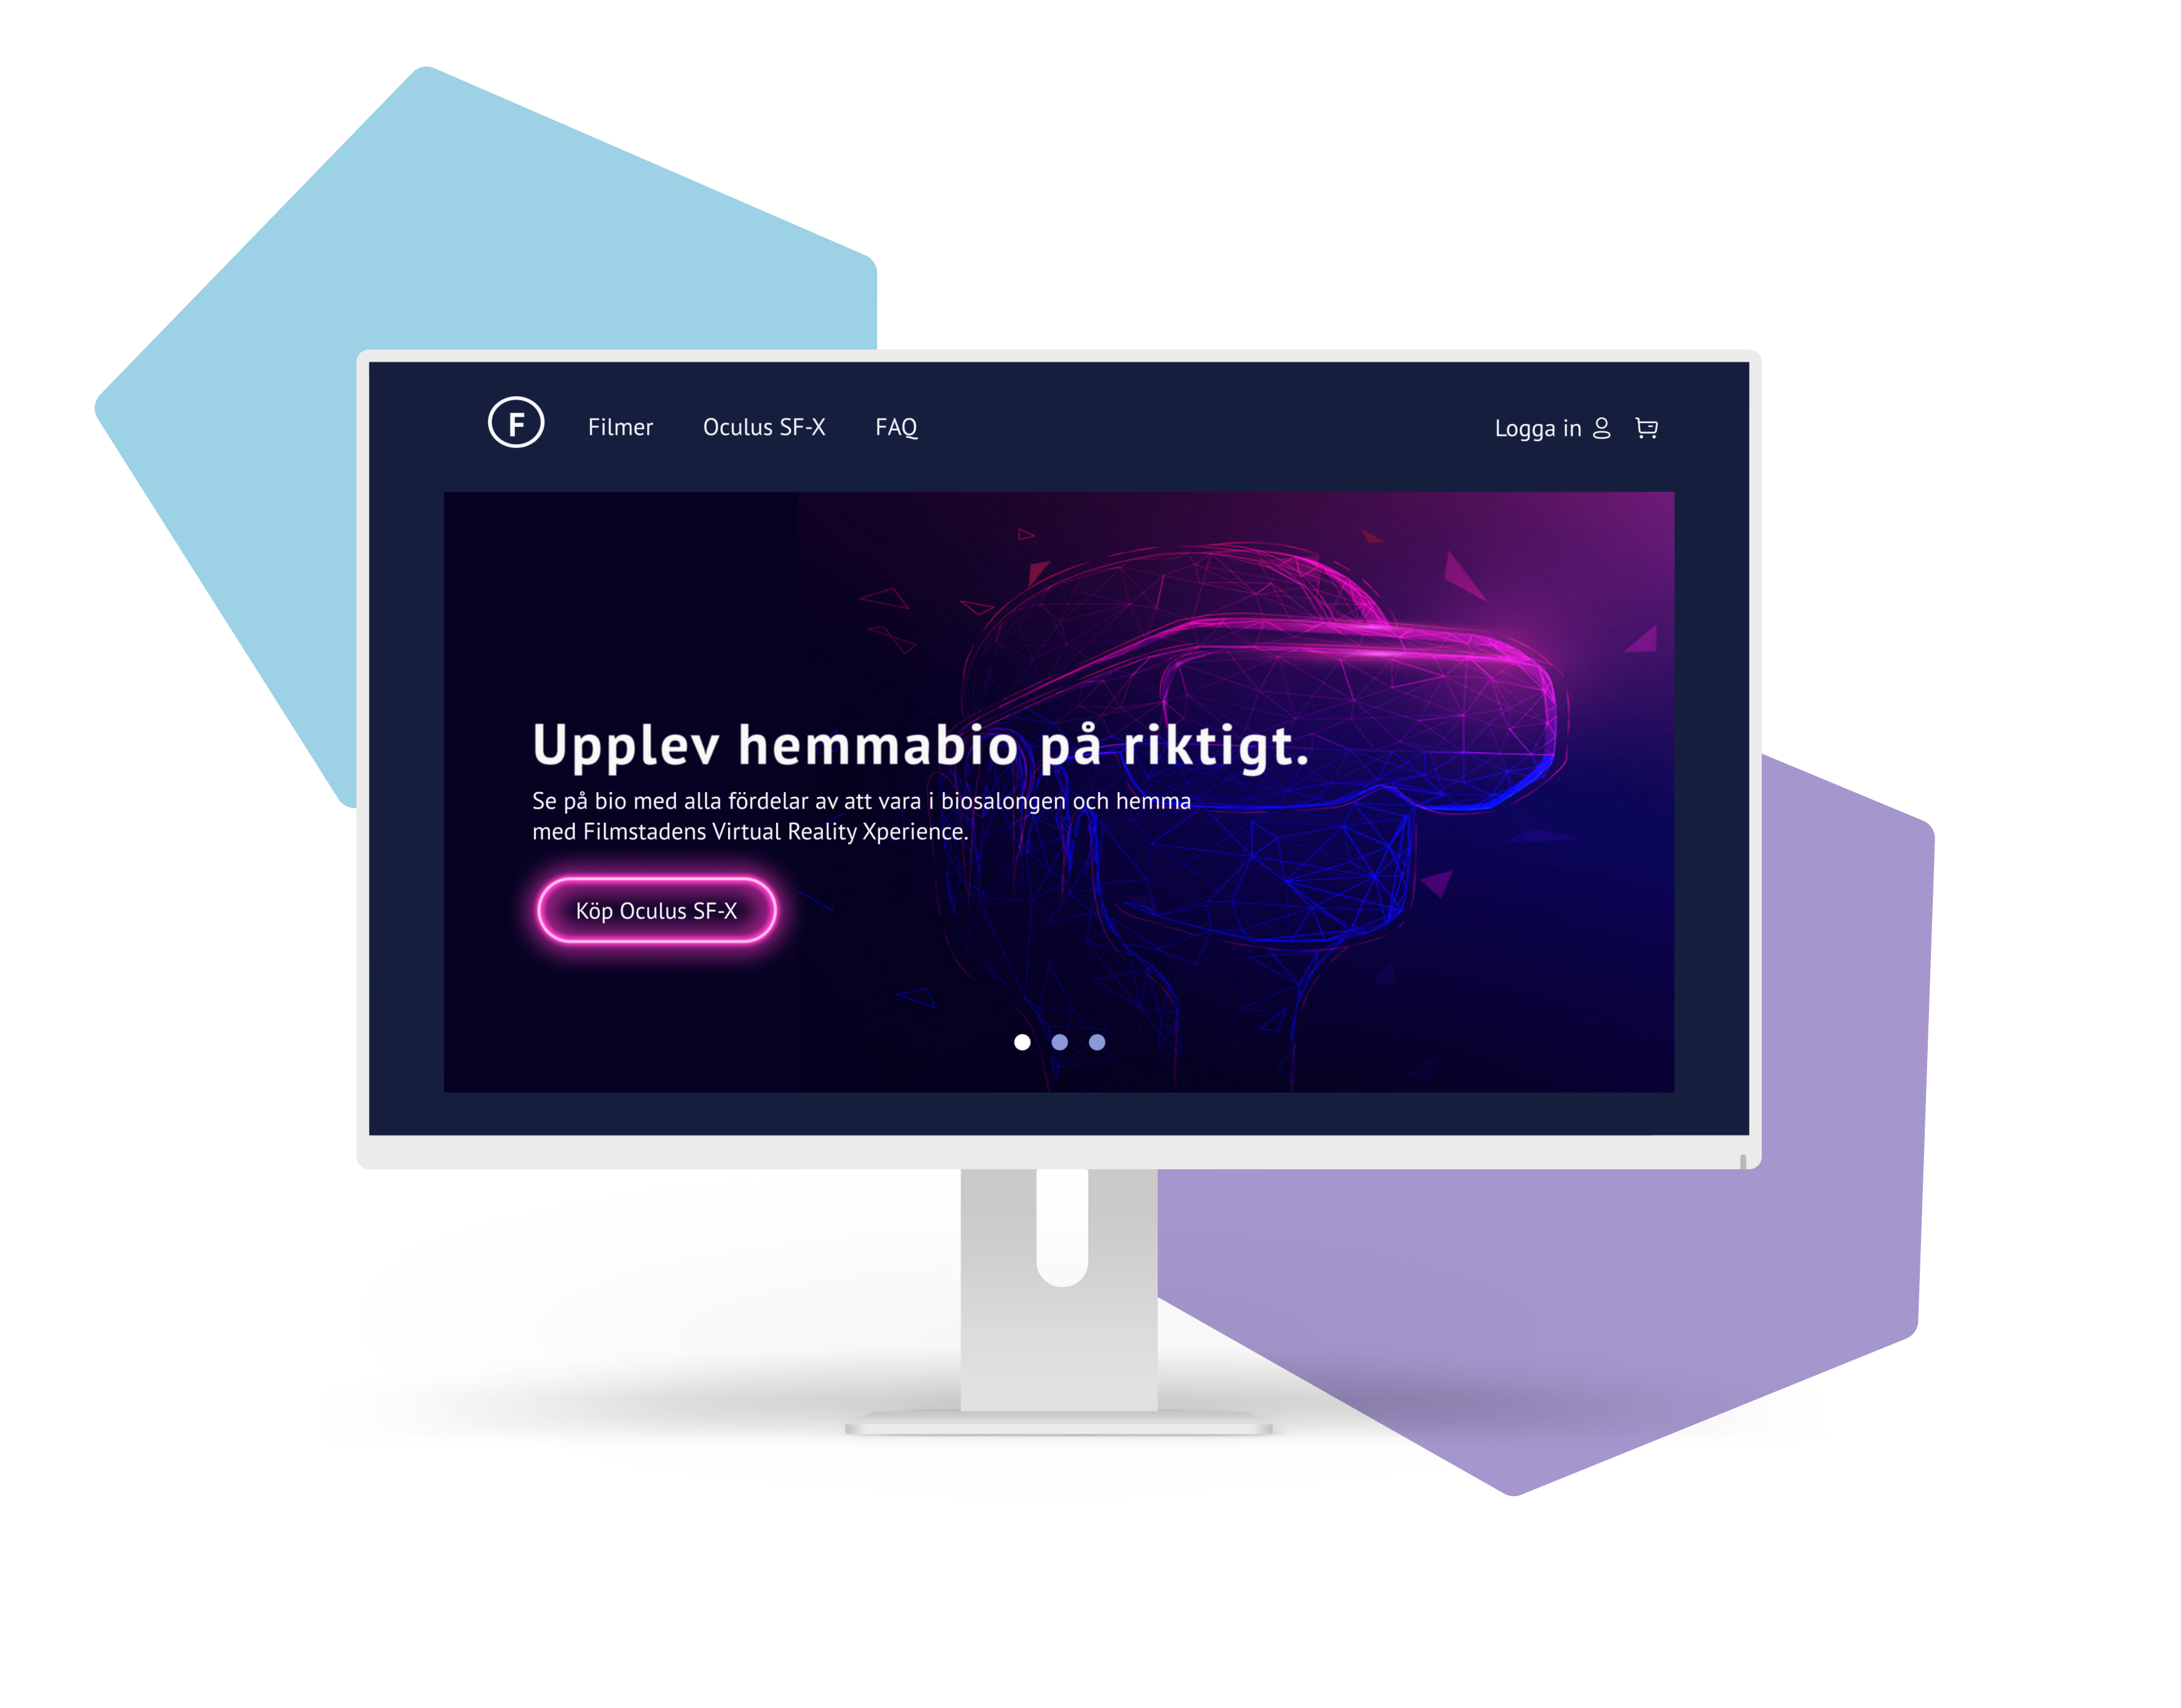 F
Filmer
Oculus SF-X
FAQ
Logga in
Upplev hemmabio på riktigt.
Se på bio med alla fördelar av att vara i biosalongen och hemma
med Filmstadens Virtual Reality Xperience.
Köp Oculus SF-X